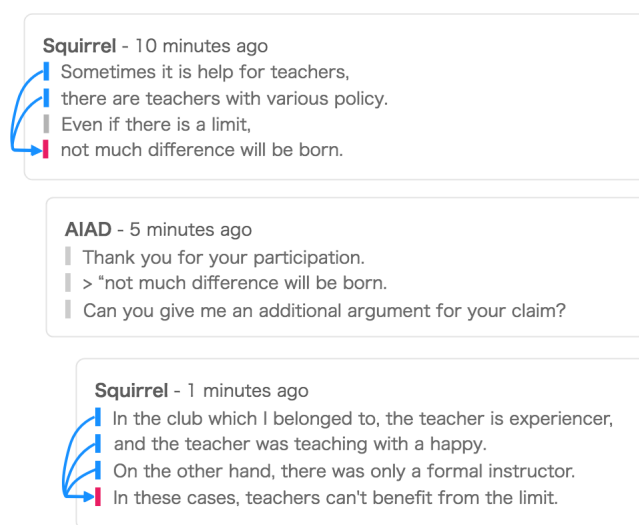 Squirrel - 10 minutes ago
Sometimes it is help for teachers,
there are teachers with various policy.
Even if there is a limit,
not much difference will be born.
AIAD - 5 minutes ago
Thank you for your participation.
> “not much difference will be born.
Can you give me an additional argument for your claim?
Squirrel - 1 minutes ago
In the club which I belonged to, the teacher is experiencer,
and the teacher was teaching with a happy.
On the other hand, there was only a formal instructor.
In these cases, teachers can't benefit from the limit.